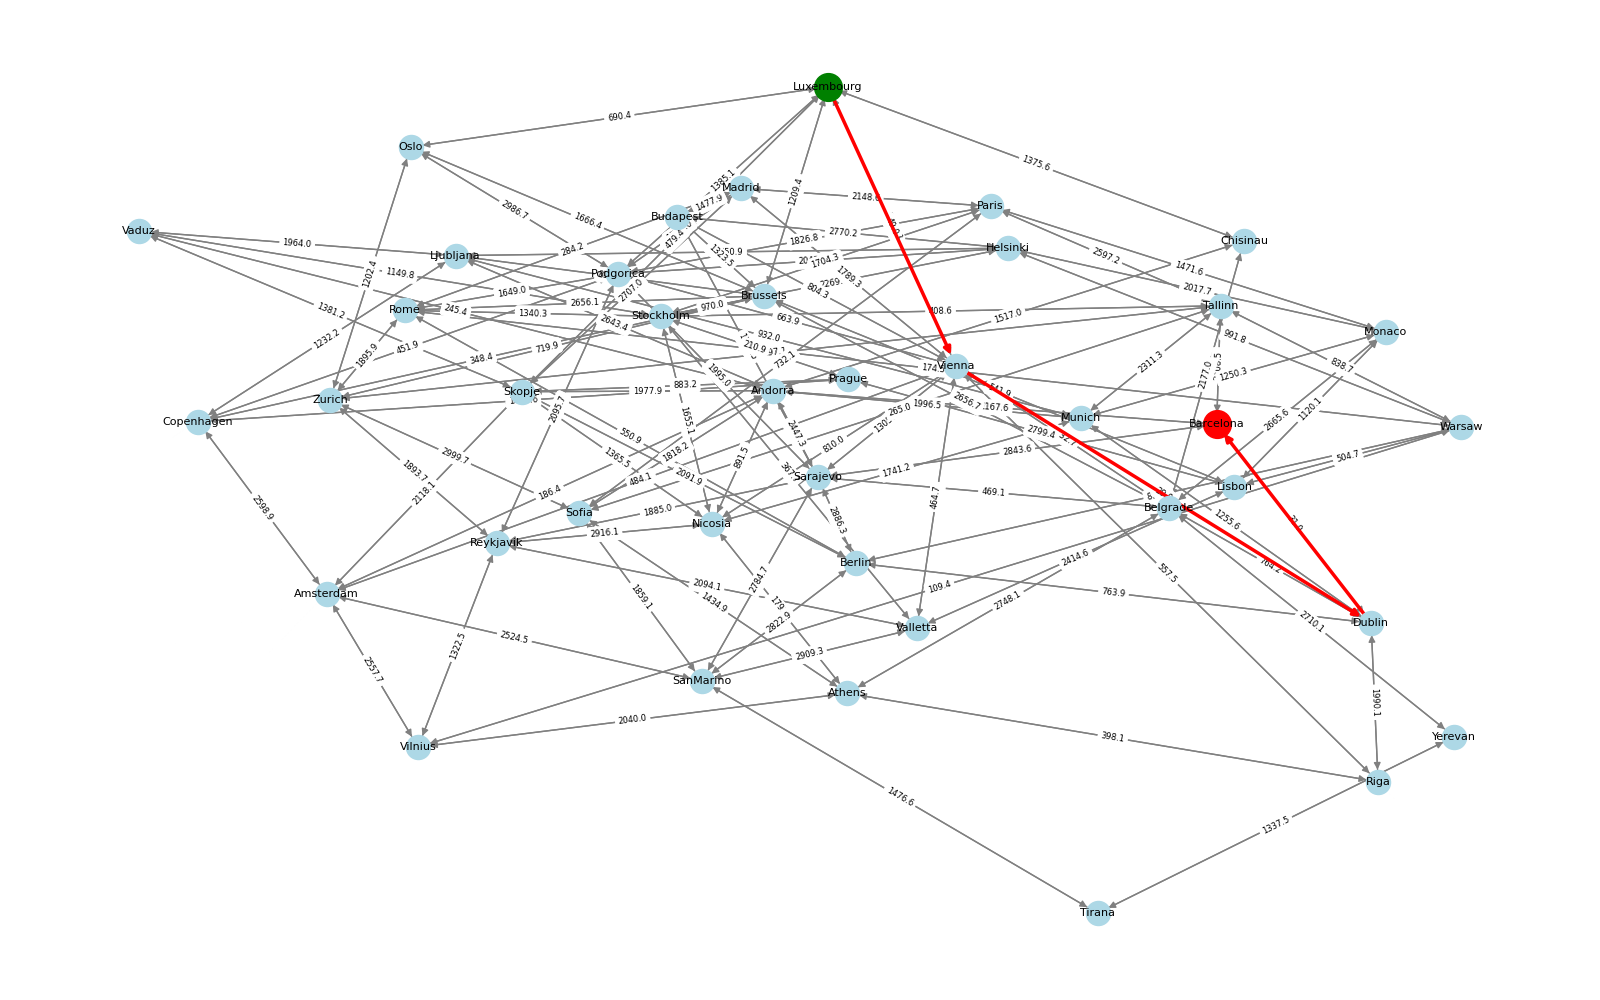 Luxembourg
690.4
Oslo
1375.6
1385.1
Madrid
1477.9
2148.
1209.4
2986.7
1666.4
Budapest
Paris
Vaduz
1964.0
Ljubljana
284.2
479.4
1323.5
1826.8
2770.2
Helsinki
Chisinau
1704.3
2597.2
1471.6
1149.8
Podgorica
1202.4
1649.0
2707.0
Brussels
804.3
1789.3
2017.7
1381.2
Rome
245.4
2656.1
1340.3
970.0
Stockholm
663.9
Tallinn
1517.0
Monaco
1232.2
451.9
2643.4
932.0
991.8
1895.9
719.9
348.4
210.9
732.1
Vienna
2311.3
838.7
1250.3
Zurich
Skopje
1977.9
883.2
1995.0
Prague
Andorra
2177.0
Copenhagen
2095.7
1655.1
265.0
1996.5
2656.7
Munich
Barcelona
2665.6
1120.1
Warsaw
550.9
2447.3
2799.4
2999.7
1365.5
1818.2
891.5
810.0
2843.6
504.7
1893.7
484.1
2091.9
Sarajevo
1741.2
2118.1
186.4
469.1
Lisbon
2598.9
Sofia
1885.0
Nicosia
464.7
Belgrade
1255.6
Reykjavik
2916.1
2886.3
Berlin
2414.6
557.5
Amsterdam
2094.1
2784.7
109.4
763.9
1859.1
1434.9
2748.1
2710.1
Dublin
1322.5
2524.5
2822.9
Valletta
2557.7
2909.3
SanMarino
Athens
1990.1
Vilnius
2040.0
398.1
Yerevan
Riga
1476.6
1337.5
Tirana